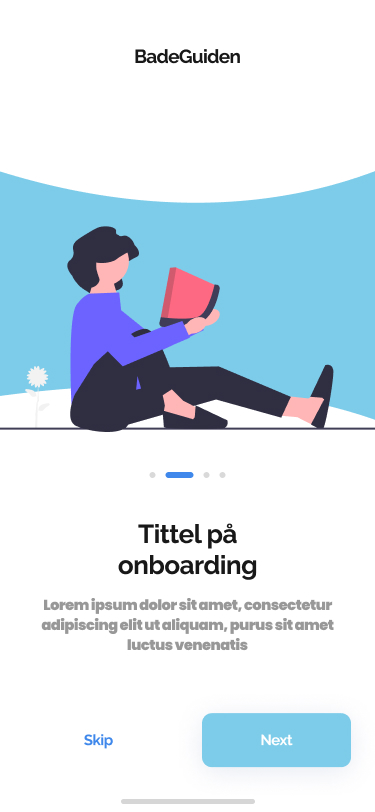 BadeGuiden
Tittel på
onboarding
Lorem ipsum dolor sit amet, consectetur
adipiscing elit ut aliquam, purus sit amet
luctus venenatis
Skip
Next